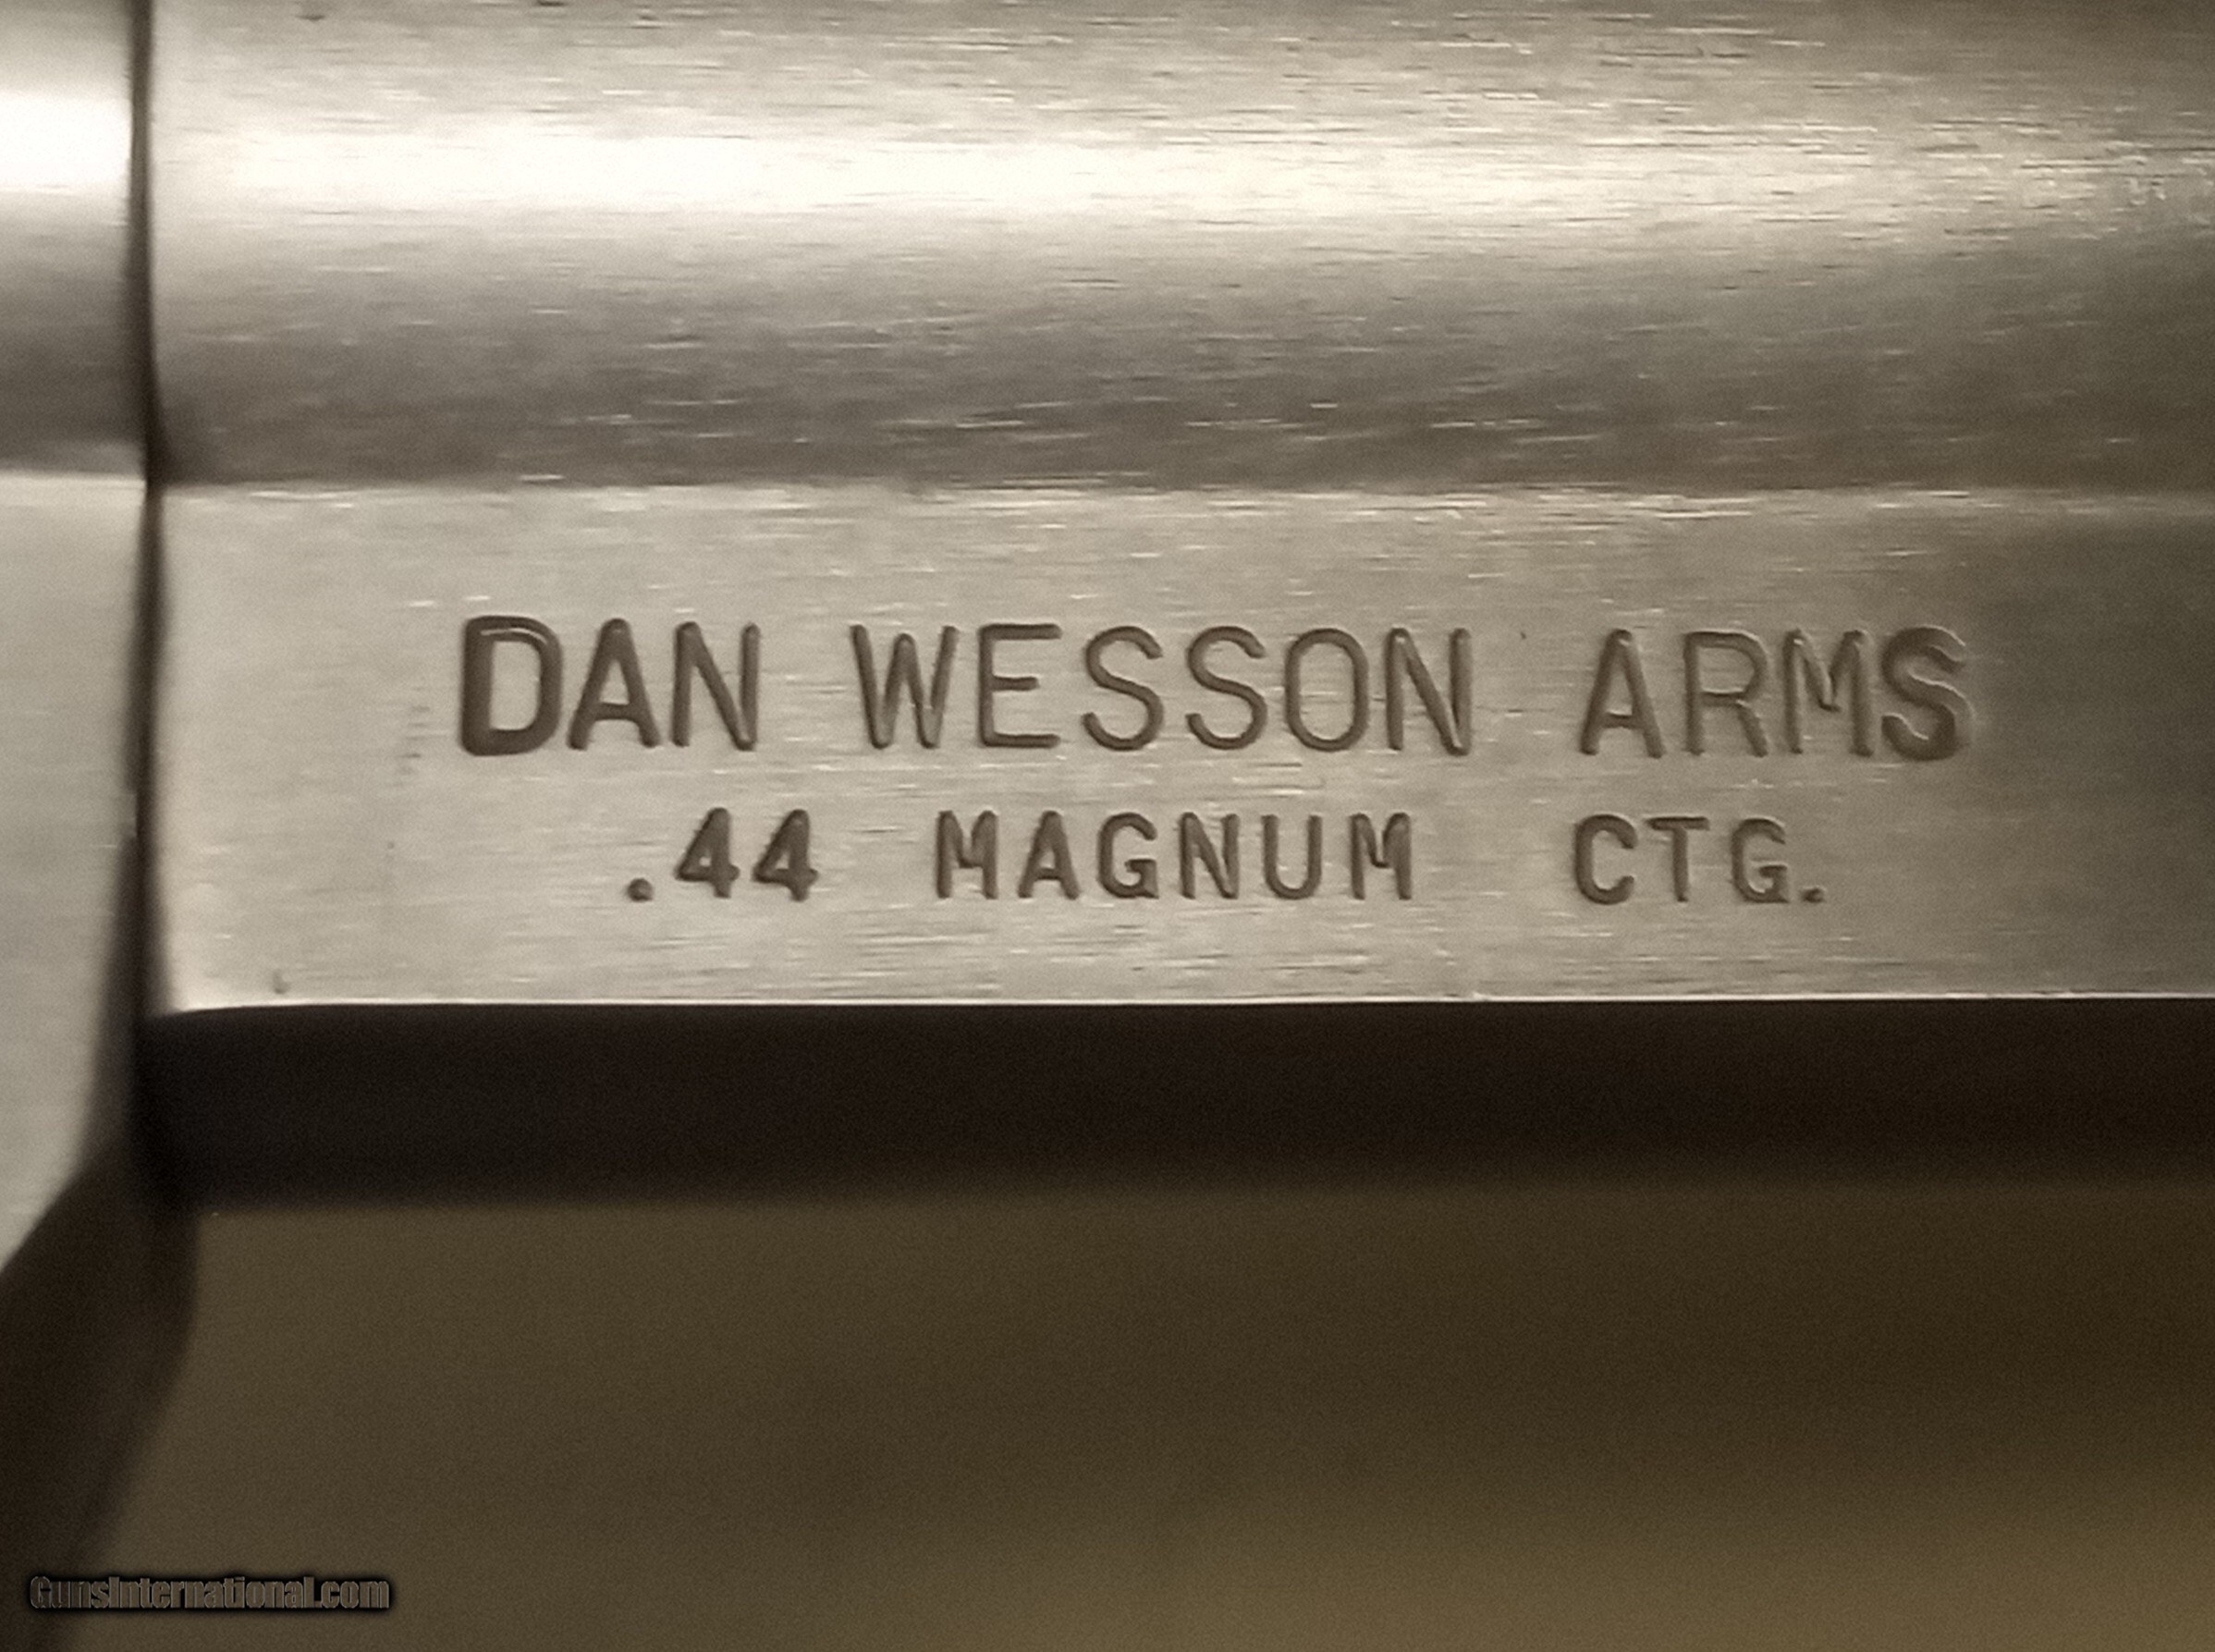 DAN WESSON ARMS
.44 MAGNUM CTG.
GunsInternational.com